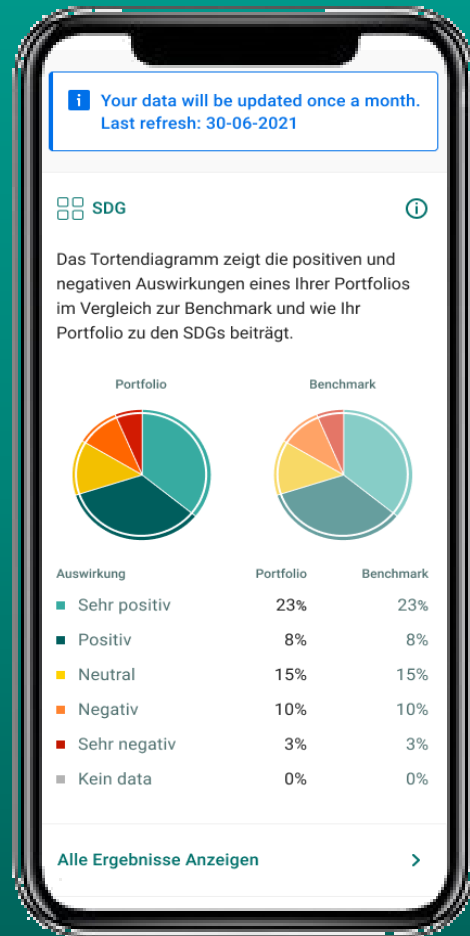 Your data will be updated once a month.
Last refresh: 30-06-2021
SDG
Das Tortendiagramm zeigt die positiven und
negativen Auswirkungen eines Ihrer Portfolios
im Vergleich zur Benchmark und wie Ihr
Portfolio zu den SDGs beiträgt.
Portfolio Benchmark
Auswirkung Portfolio Benchmark
Sehr positiv 23% 23%
Positiv 8% 8%
Neutral 15% 15%
Negativ 10% 10%
Sehr negativ 3% 3%
Kein data 0% 0%
Alle Ergebnisse Anzeigen